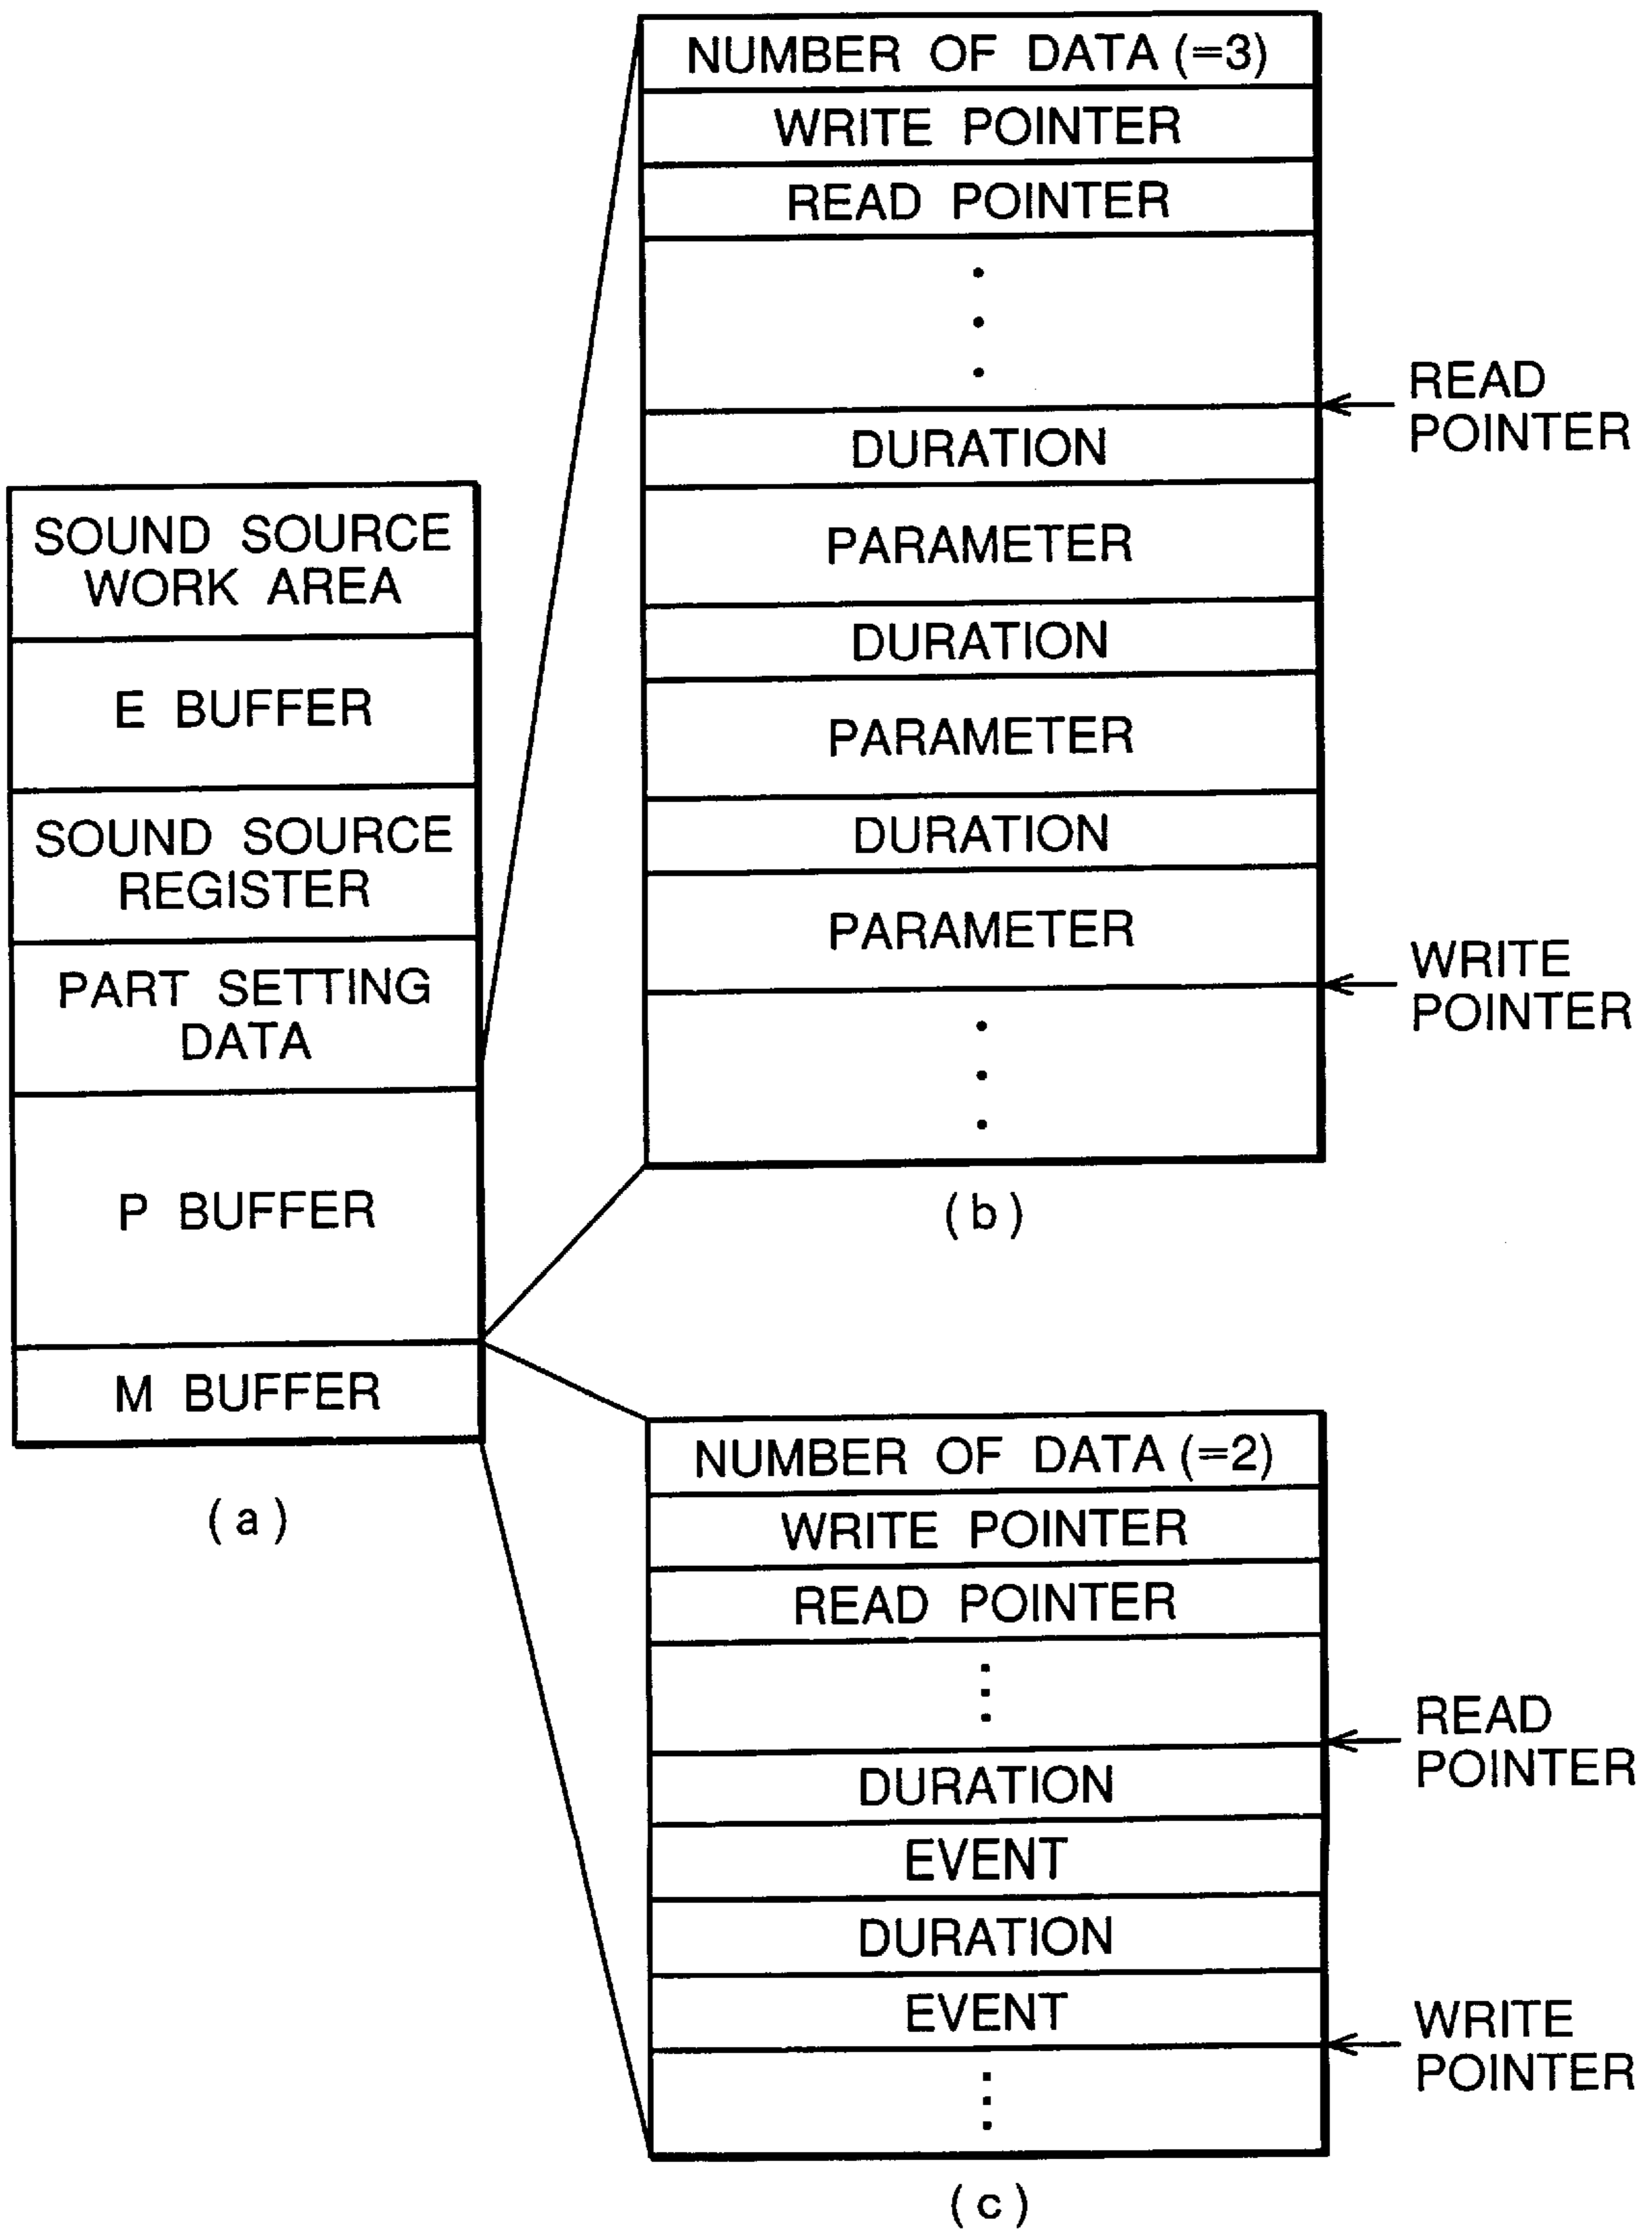 SOUND SOURCE
WORK AREA
E BUFFER
SOUND SOURCE
REGISTER
PART SETTING
DATA
P BUFFER
M BUFFER
(a)
NUMBER OF DATA (=3)
WRITE POINTER
READ POINTER
DURATION
PARAMETER
DURATION
PARAMETER
DURATION
PARAMETER
READ
POINTER
WRITE
POINTER
(b)
NUMBER OF DATA (=2)
WRITE POINTER
READ POINTER
DURATION
EVENT
DURATION
EVENT
READ
POINTER
WRITE
POINTER
(c)